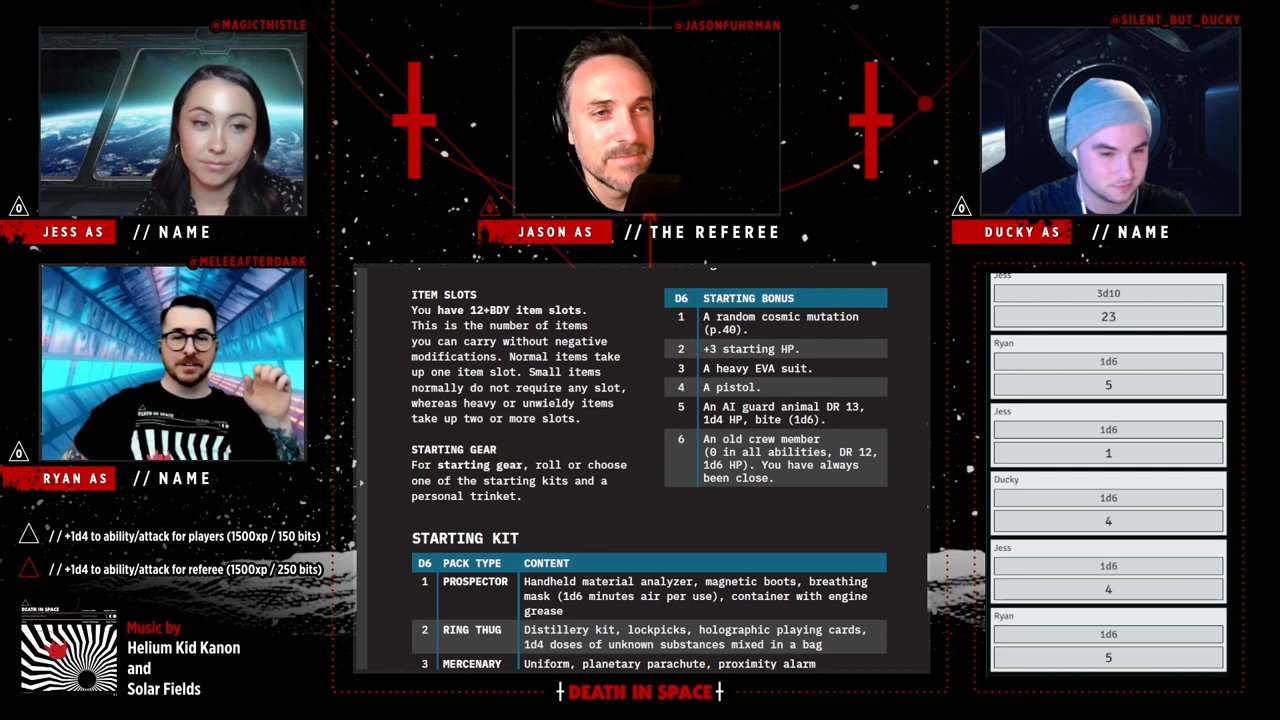 @MAGICTHISTLE
@JASONFUHRMAN
@SILENT_BUT_DUCKY
0
JESS AS // NAME
0
JASON AS // THE REFEREE
0
DUCKY AS // NAME
@MELEEAFTERDARK
DEATH IN SPACE
0
RYAN AS // NAME
// +1d4 to ability/attack for players (1500xp / 150 bits)
// +1d4 to ability/attack for referee (1500xp / 250 bits)
DEATH IN SPACE
Music by
Helium Kid Kanon
and
Solar Fields
ITEM SLOTS
You have 12+BDY item slots.
This is the number of items
you can carry without negative
modifications. Normal items take
up one item slot. Small items
normally do not require any slot,
whereas heavy or unwieldy items
take up two or more slots.
STARTING GEAR
For starting gear, roll or choose
one of the starting kits and a
personal trinket.
D6 STARTING BONUS
1 A random cosmic mutation
(p.40).
2 +3 starting HP.
3 A heavy EVA suit.
4 A pistol.
5 An AI guard animal DR 13,
1d4 HP, bite (1d6).
6 An old crew member
(0 in all abilities, DR 12,
1d6 HP). You have always
been close.
STARTING KIT
D6 PACK TYPE CONTENT
1 PROSPECTOR Handheld material analyzer, magnetic boots, breathing
mask (1d6 minutes air per use), container with engine
grease
2 RING THUG Distillery kit, lockpicks, holographic playing cards,
1d4 doses of unknown substances mixed in a bag
3 MERCENARY Uniform, planetary parachute, proximity alarm
DEATH IN SPACE
Jess
3d10
23
Ryan
1d6
5
Jess
1d6
1
Ducky
1d6
4
Jess
1d6
4
Ryan
1d6
5